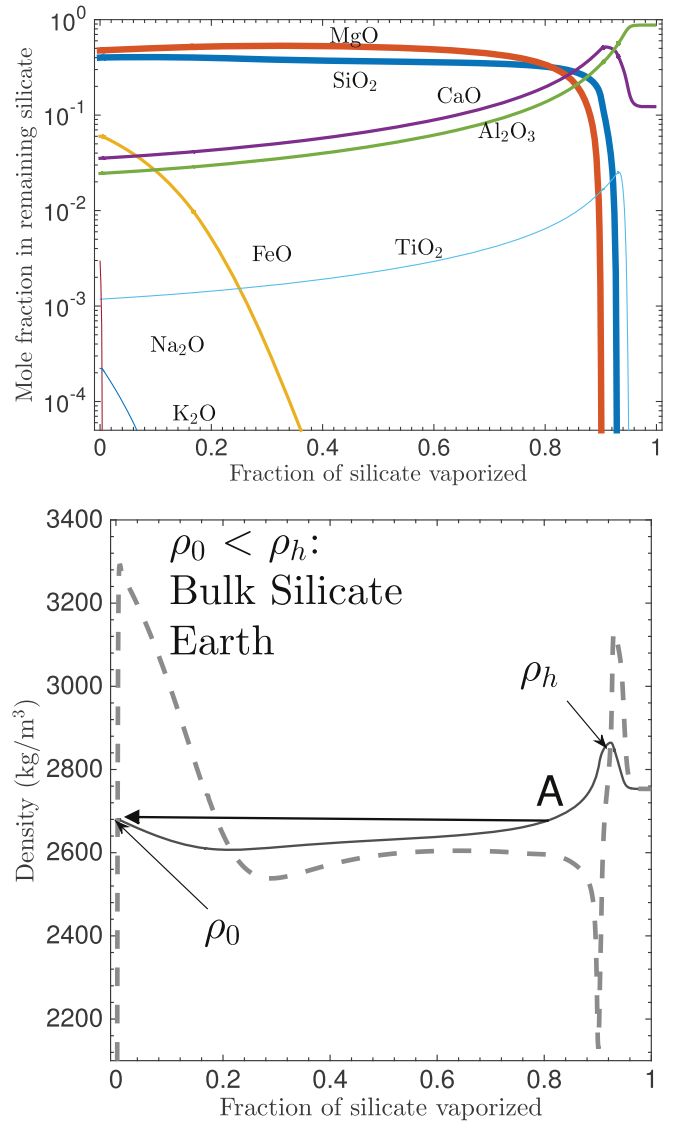 10⁰
10⁻¹
10⁻²
10⁻³
10⁻⁴
Mole fraction in remaining silicate
MgO
SiO₂
CaO
Al₂O₃
FeO
TiO₂
Na₂O
K₂O
0 0.2 0.4 0.6 0.8 1
Fraction of silicate vaporized
3400
3200
3000
2800
2600
2400
2200
Density (kg/m³)
ρ₀ < ρₕ:
Bulk Silicate
Earth
ρₕ
A
ρ₀
0 0.2 0.4 0.6 0.8 1
Fraction of silicate vaporized